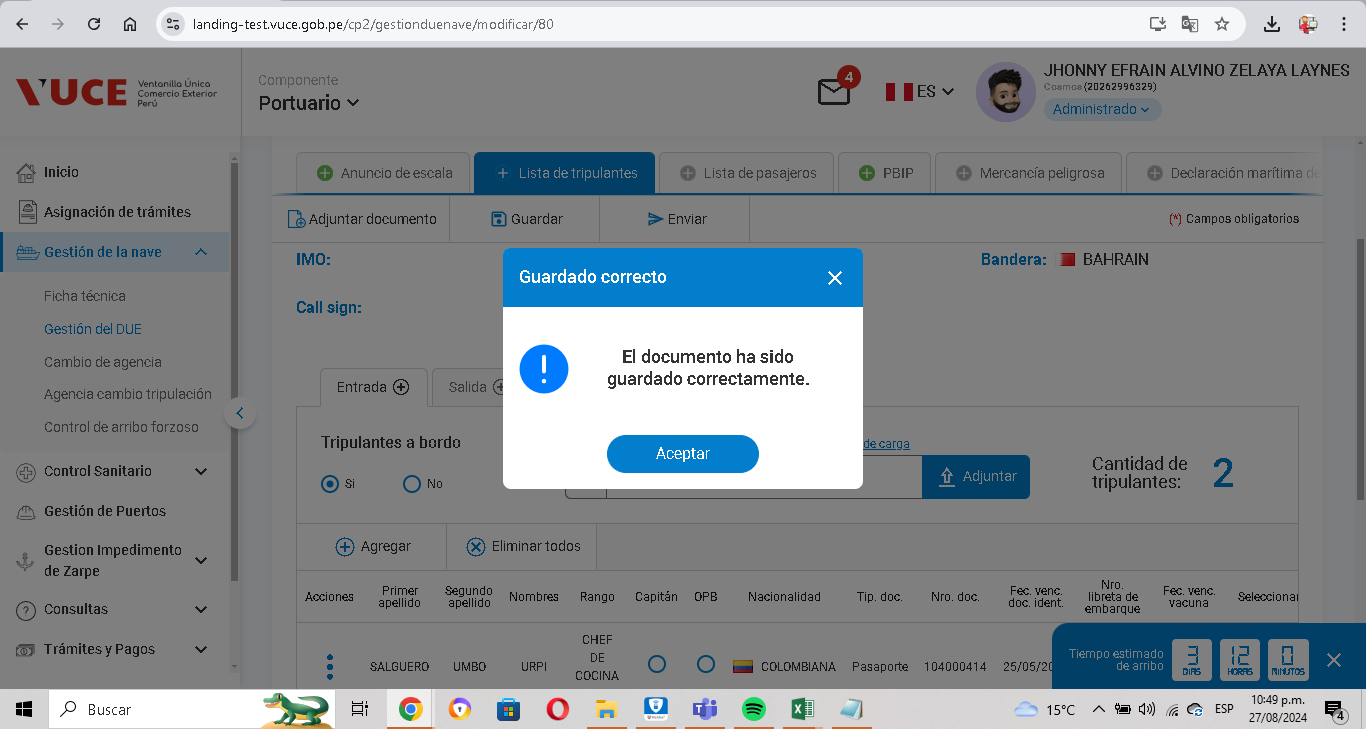 landing-test.vuce.gob.pe/cp2/gestionduenave/modificar/80
VUCE
Ventanilla Única
Comercio Exterior
Perú
Componente
Portuario
4
ES
JHONNY EFRAIN ALVINO ZELAYA LAYNES
Cosmos (20262996329)
Administrado
Inicio
Asignación de trámites
Gestión de la nave
Ficha técnica
Gestión del DUE
Cambio de agencia
Agencia cambio tripulación
Control de arribo forzoso
Control Sanitario
Gestión de Puertos
Gestion Impedimento
de Zarpe
Consultas
Trámites y Pagos
Anuncio de escala
Lista de tripulantes
Lista de pasajeros
PBIP
Mercancía peligrosa
Declaración marítima de
Adjuntar documento
Guardar
Enviar
(*) Campos obligatorios
IMO:
Bandera: BAHRAIN
Call sign:
Guardado correcto
El documento ha sido
guardado correctamente.
Aceptar
Entrada
Salida
Tripulantes a bordo
Si
No
de carga
Adjuntar
Cantidad de
tripulantes: 2
Agregar
Eliminar todos
Acciones
Primer
apellido
Segundo
apellido
Nombres
Rango
Capitán
OPB
Nacionalidad
Tip. doc.
Nro. doc.
Fec. venc.
doc. ident.
Nro.
libreta de
embarque
Fec. venc.
vacuna
Seleccionar
SALGUERO
UMBO
URPI
CHEF
DE
COCINA
COLOMBIANA
Pasaporte
104000414
25/05/20
Tiempo estimado
de arribo
3
DIAS
12
HORAS
0
MINUTOS
Buscar
15°C
ESP
10:49 p.m.
27/08/2024
4